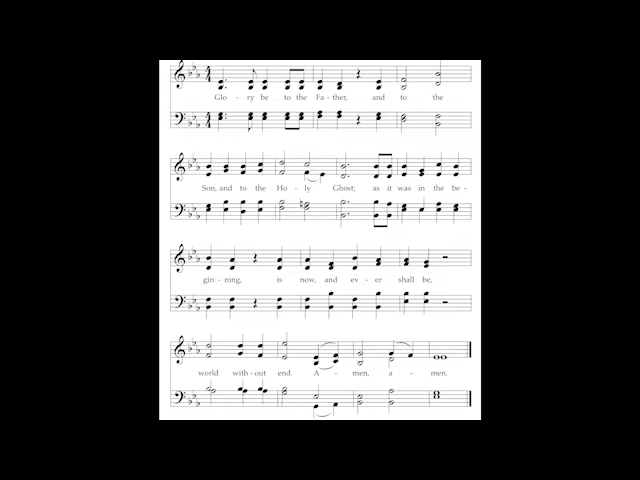 Glo - ry be to the Fa - ther, and to the
Son, and to the Ho - ly Ghost; as it was in the be -
gin - ning, is now, and ev - er shall be,
world with - out end. A - men, a - men.